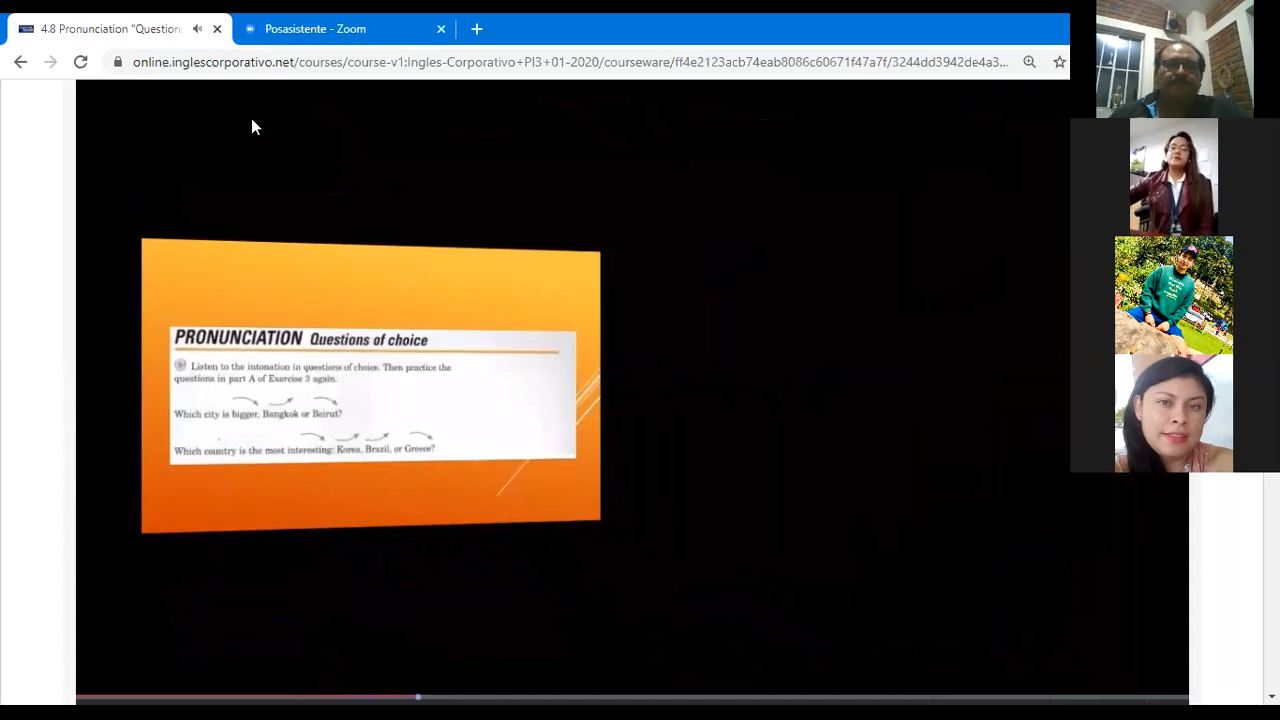 4.8 Pronunciation "Question
Posasistente - Zoom
online.inglescorporativo.net/courses/course-v1:Ingles-Corporativo+PI3+01-2020/courseware/ff4e2123acb74eab8086c60671f47a7f/3244dd3942de4a3...
PRONUNCIATION Questions of choice
Listen to the intonation in questions of choice. Then practice the
questions in part A of Exercise 3 again.
Which city is bigger, Bangkok or Beirut?
Which country is the most interesting: Korea, Brazil, or Greece?